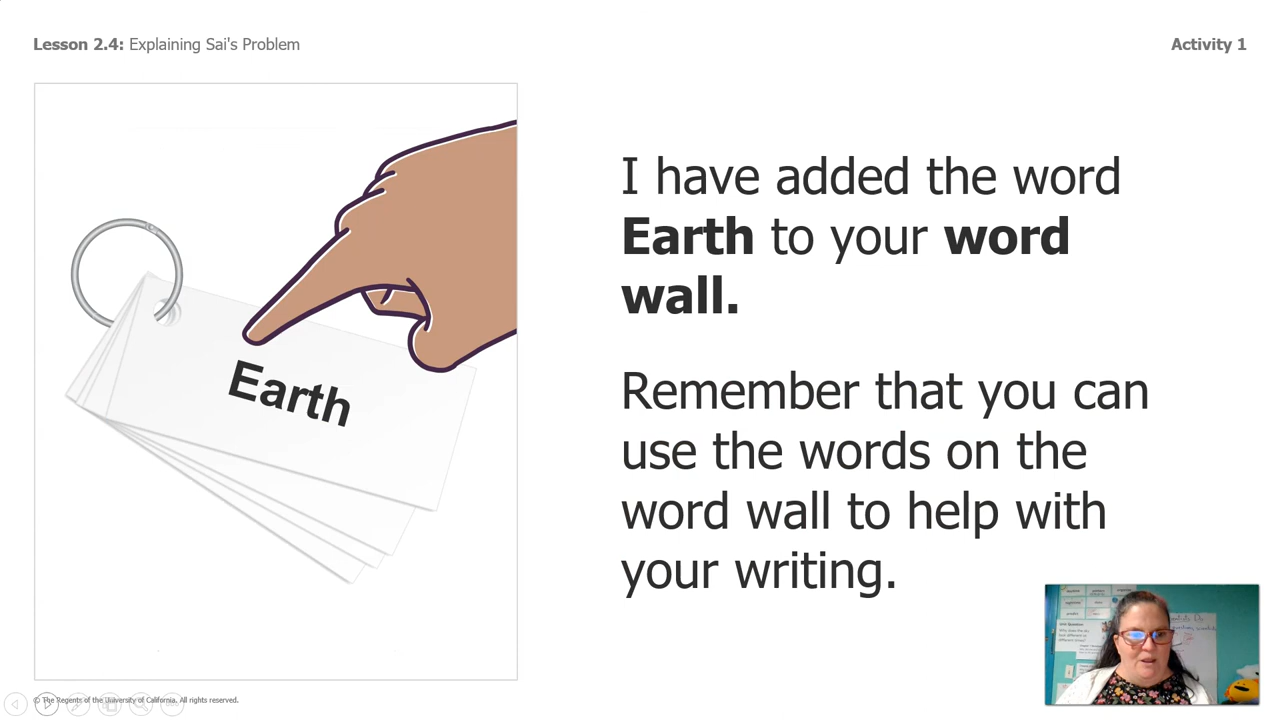 Lesson 2.4: Explaining Sai's Problem
Activity 1
Earth
I have added the word
Earth to your word
wall.
Remember that you can
use the words on the
word wall to help with
your writing.
© The Regents of the University of California. All rights reserved.